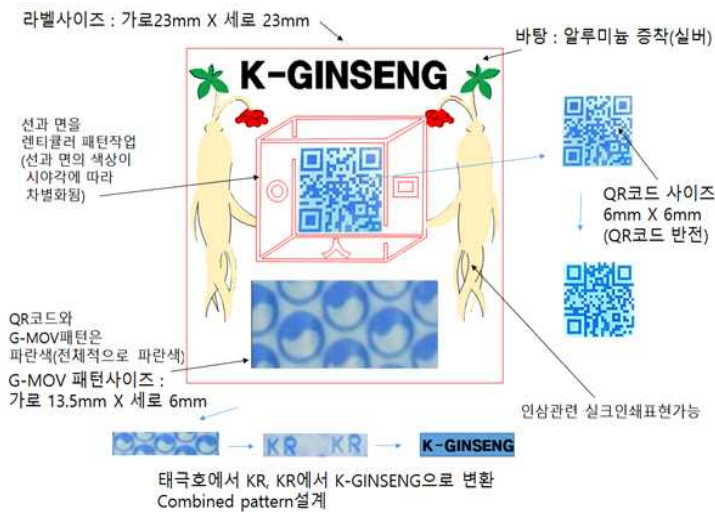 라벨사이즈 : 가로23mm X 세로 23mm
바탕 : 알루미늄 증착(실버)
K-GINSENG
선과 면을
렌티큘러 패턴작업
(선과 면의 색상이
시야각에 따라
차별화됨)
QR코드 사이즈
6mm X 6mm
(QR코드 반전)
QR코드와
G-MOV패턴은
파란색(전체적으로 파란색)
G-MOV 패턴사이즈 :
가로 13.5mm X 세로 6mm
인삼관련 실크인쇄표현가능
KR KR
K-GINSENG
태극호에서 KR, KR에서 K-GINSENG으로 변환
Combined pattern설계